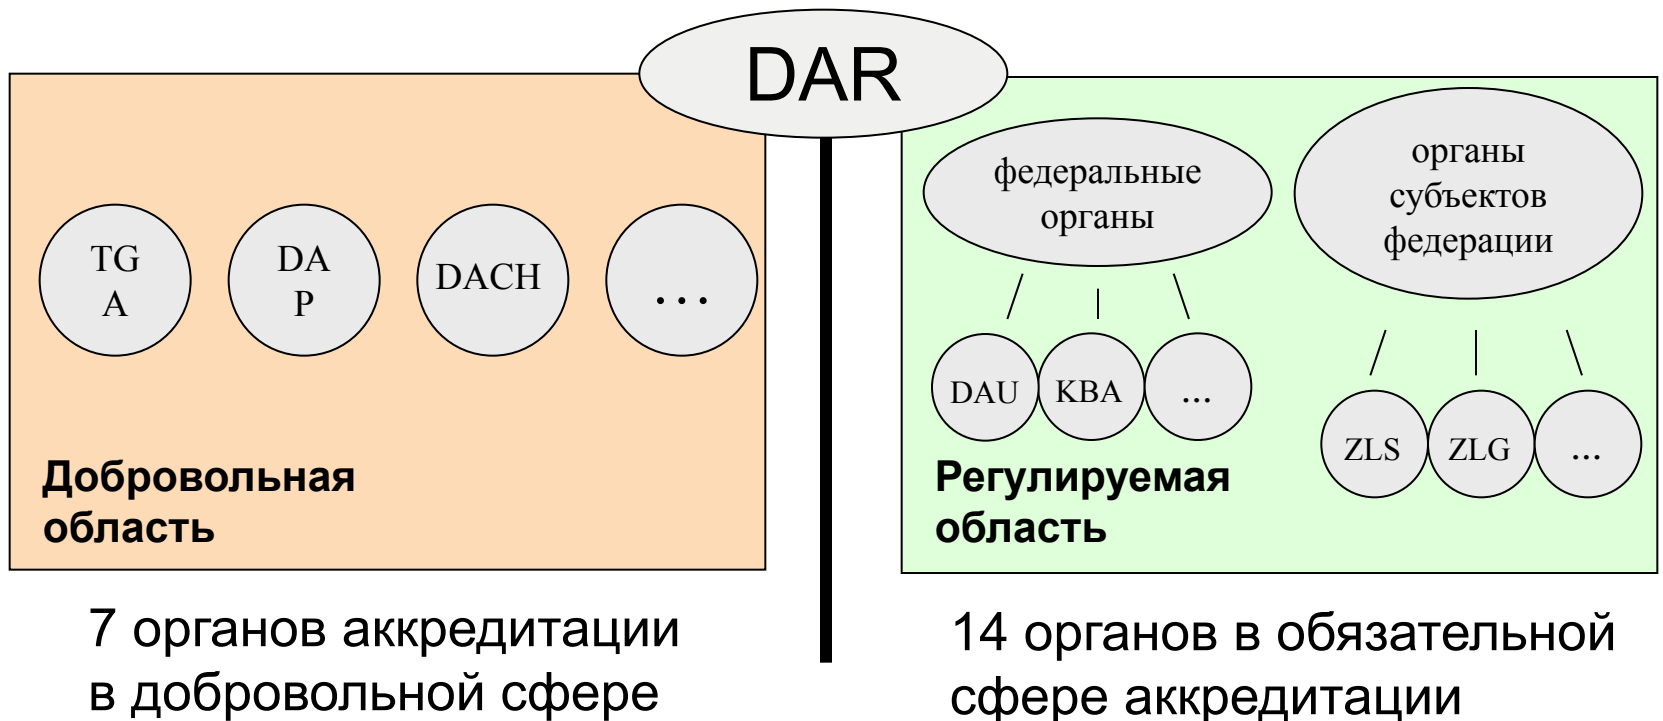 DAR
TG
A
DA
P
DACH
...
Добровольная
область
7 органов аккредитации
в добровольной сфере
федеральные
органы
DAU
KBA
...
органы
субъектов
федерации
ZLS
ZLG
...
Регулируемая
область
14 органов в обязательной
сфере аккредитации